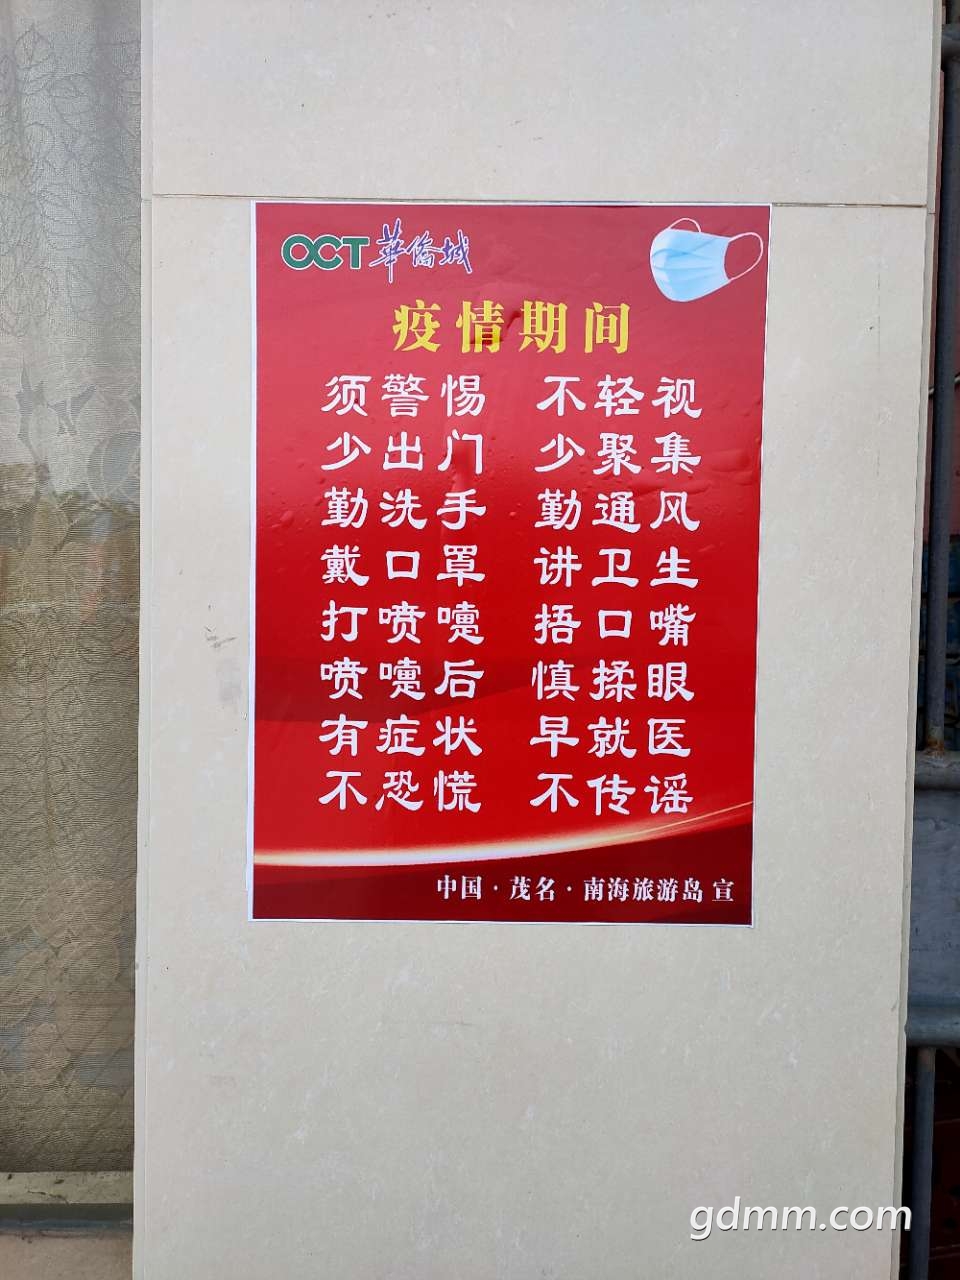 OCT 華僑城
疫情期间
须警惕 不轻视
少出门 少聚集
勤洗手 勤通风
戴口罩 讲卫生
打喷嚏 捂口嘴
喷嚏后 慎揉眼
有症状 早就医
不恐慌 不传谣
中国·茂名·南海旅游岛 宣
gdmm.com